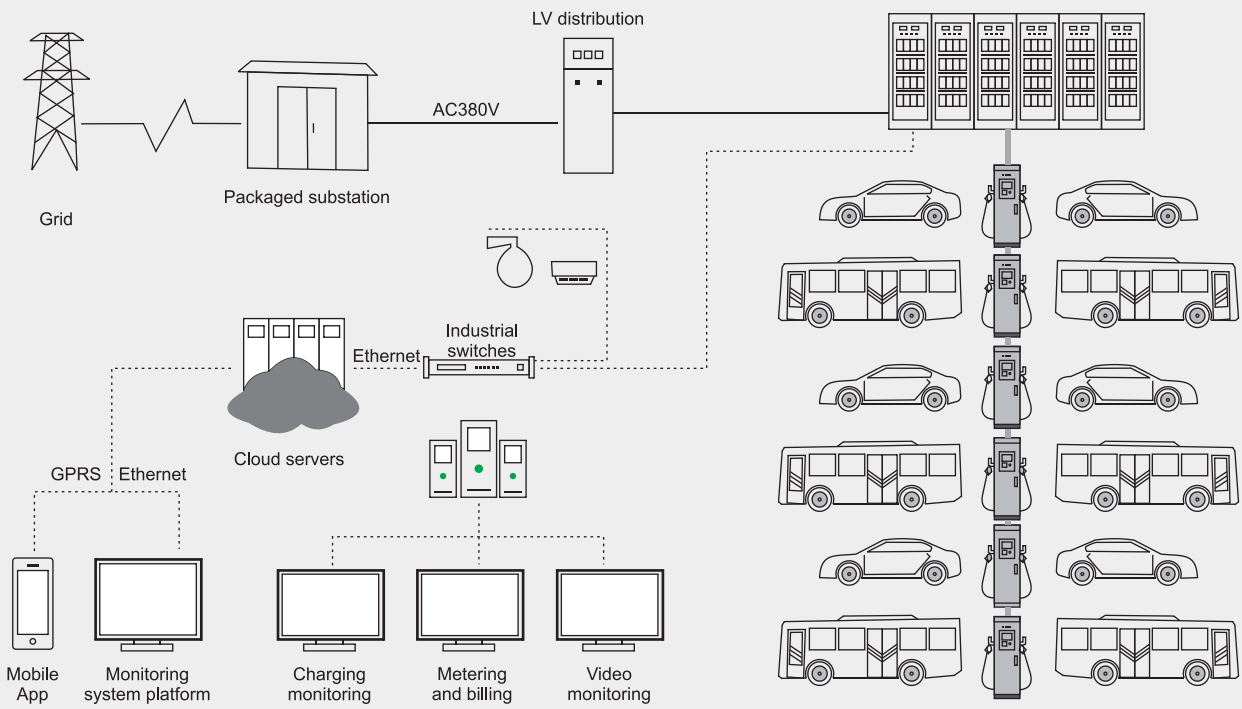 LV distribution
AC380V
Packaged substation
Grid
Industrial
switches
Ethernet
Cloud servers
GPRS
Ethernet
Mobile
App
Monitoring
system platform
Charging
monitoring
Metering
and billing
Video
monitoring